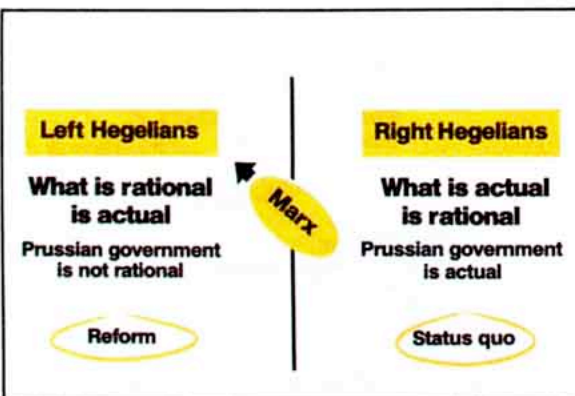 Left Hegelians
What is rational
is actual
Prussian government
is not rational
Reform
Marx
Right Hegelians
What is actual
is rational
Prussian government
is actual
Status quo